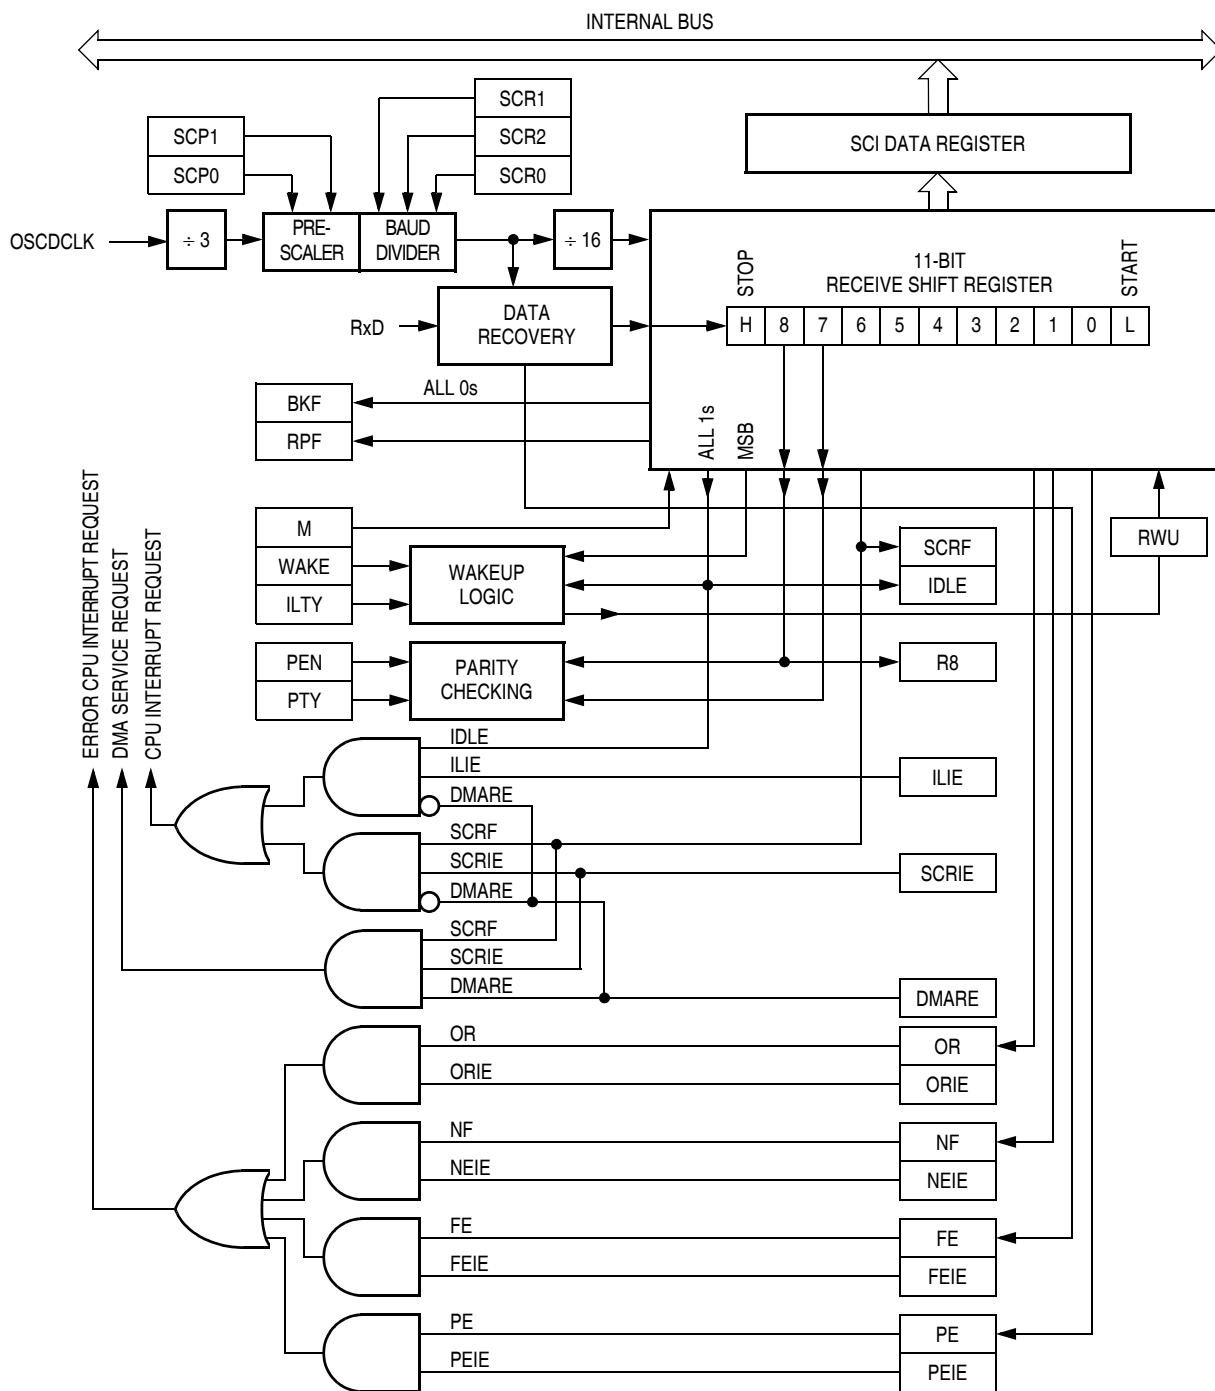 INTERNAL BUS
SCR1
SCR2
SCR0
SCP1
SCP0
SCI DATA REGISTER
OSCDCLK
÷ 3
PRE-
SCALER
BAUD
DIVIDER
÷ 16
STOP
11-BIT
RECEIVE SHIFT REGISTER
START
RxD
DATA
RECOVERY
H
8
7
6
5
4
3
2
1
0
L
ALL 0s
BKF
RPF
ALL 1s
MSB
M
WAKE
ILTY
WAKEUP
LOGIC
SCRF
IDLE
RWU
PEN
PTY
PARITY
CHECKING
R8
ERROR CPU INTERRUPT REQUEST
DMA SERVICE REQUEST
CPU INTERRUPT REQUEST
IDLE
ILIE
DMARE
ILIE
SCRF
SCRIE
DMARE
SCRIE
SCRF
SCRIE
DMARE
DMARE
OR
ORIE
OR
ORIE
NF
NEIE
NF
NEIE
FE
FEIE
FE
FEIE
PE
PEIE
PE
PEIE